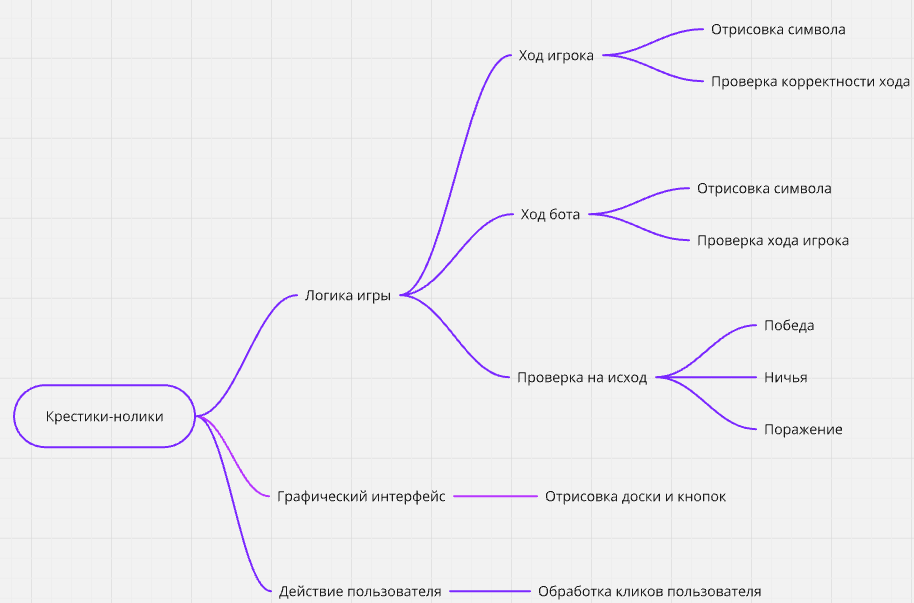 Крестики-нолики
Логика игры
Ход игрока
Отрисовка символа
Проверка корректности хода
Ход бота
Отрисовка символа
Проверка хода игрока
Проверка на исход
Победа
Ничья
Поражение
Графический интерфейс
Отрисовка доски и кнопок
Действие пользователя
Обработка кликов пользователя